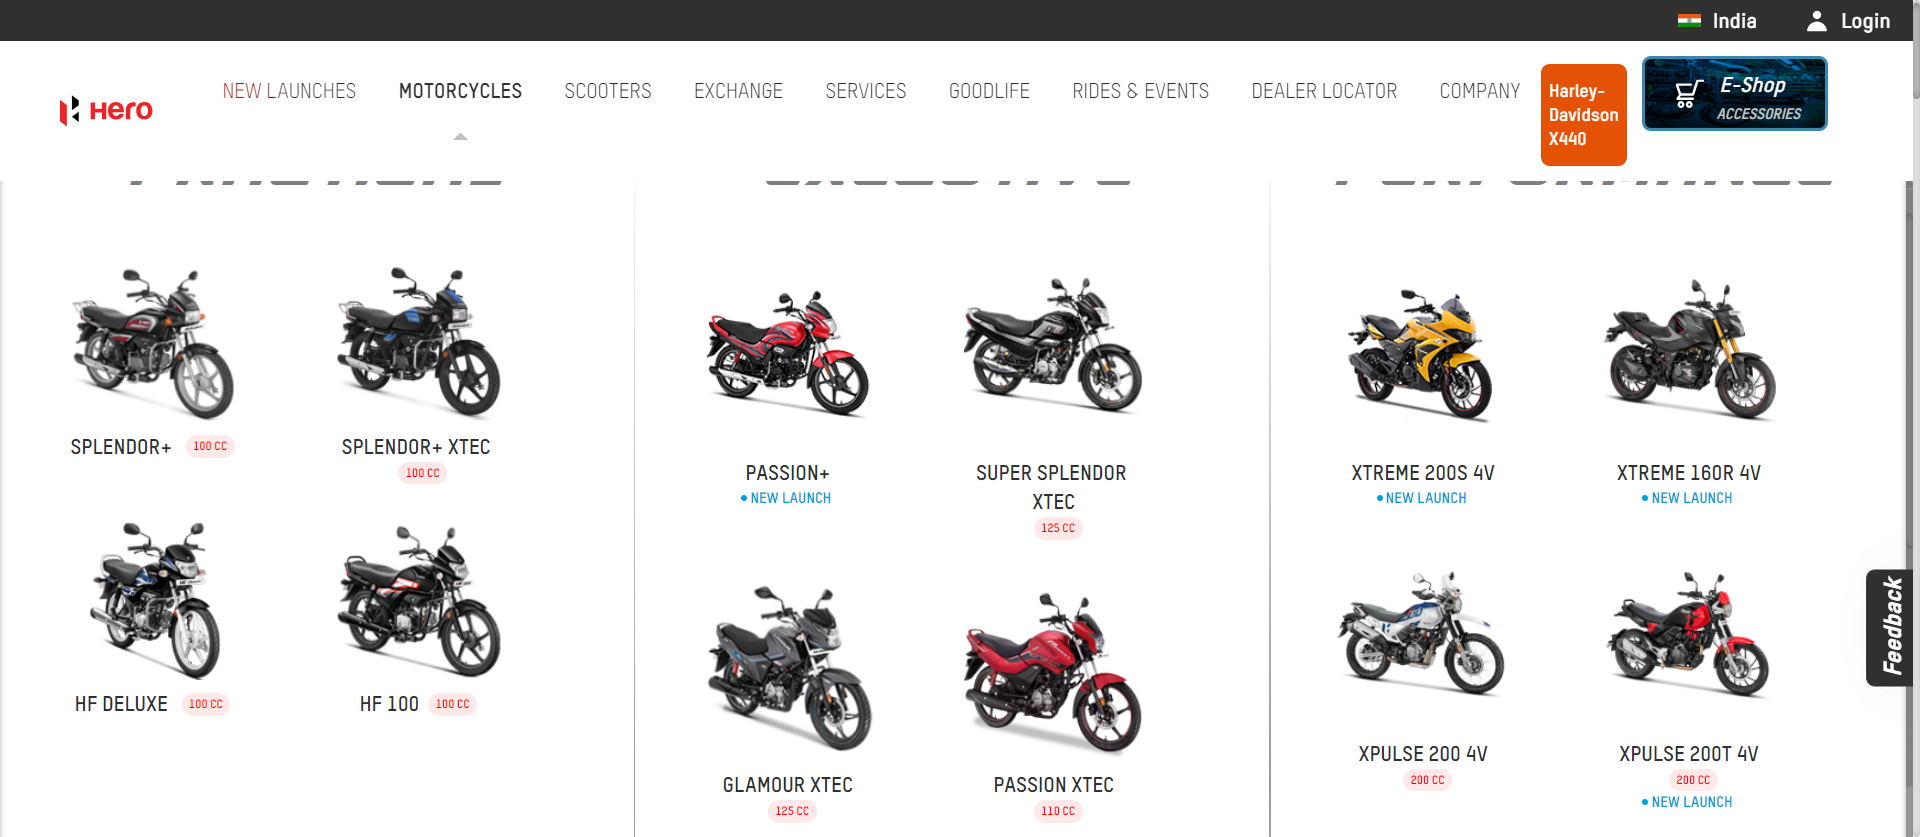 India
Login
Hero
NEW LAUNCHES
MOTORCYCLES
SCOOTERS
EXCHANGE
SERVICES
GOODLIFE
RIDES & EVENTS
DEALER LOCATOR
COMPANY
Harley-
Davidson
X440
E-Shop
ACCESSORIES
SPLENDOR+ 100 CC
SPLENDOR+ XTEC
100 CC
HF DELUXE 100 CC
HF 100 100 CC
PASSION+
• NEW LAUNCH
SUPER SPLENDOR
XTEC
125 CC
GLAMOUR XTEC
125 CC
PASSION XTEC
110 CC
XTREME 200S 4V
• NEW LAUNCH
XTREME 160R 4V
• NEW LAUNCH
XPULSE 200 4V
200 CC
XPULSE 200T 4V
200 CC
• NEW LAUNCH
Feedback